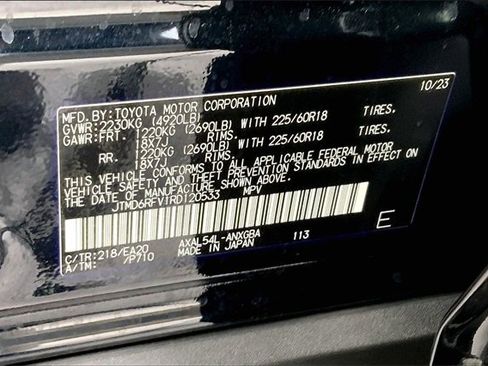 MFD.BY:TOYOTA MOTOR CORPORATION 10/23
GVWR:2230KG (4920LB)
GAWR:FRT. 1220KG (2690LB) WITH 225/60R18 TIRES,
18X7J RIMS.
RR. 1220KG (2690LB) WITH 225/60R18 TIRES,
18X7J RIMS.
THIS VEHICLE CONFORMS TO ALL APPLICABLE FEDERAL MOTOR
VEHICLE SAFETY AND THEFT PREVENTION STANDARDS IN EFFECT ON
THE DATE OF MANUFACTURE SHOWN ABOVE.
JTMD6RFV1RD120533 MPV
C/TR:218/EA20 AXAL54L-ANXGBA 113 E
A/TM: /P710 MADE IN JAPAN